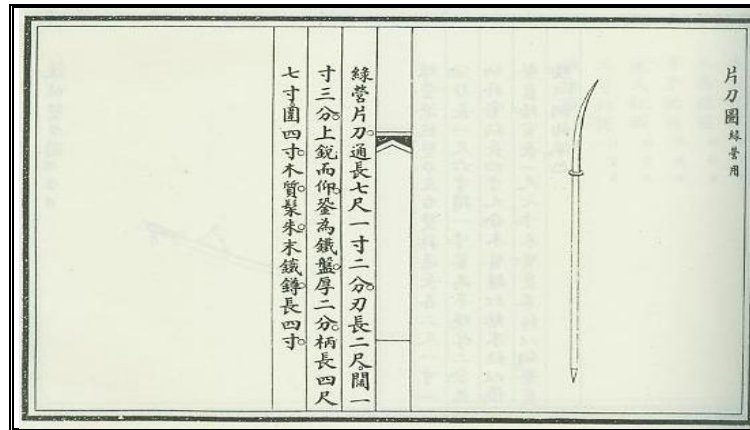 片刀圖 綠營用
綠營片刀。通長七尺一寸二分。刃長二尺。闊一
寸三分。上銳而仰。銎為鐵盤。厚二分。柄長四尺
七寸。圍四寸。木質髹朱。末鐵鐏。長四寸。